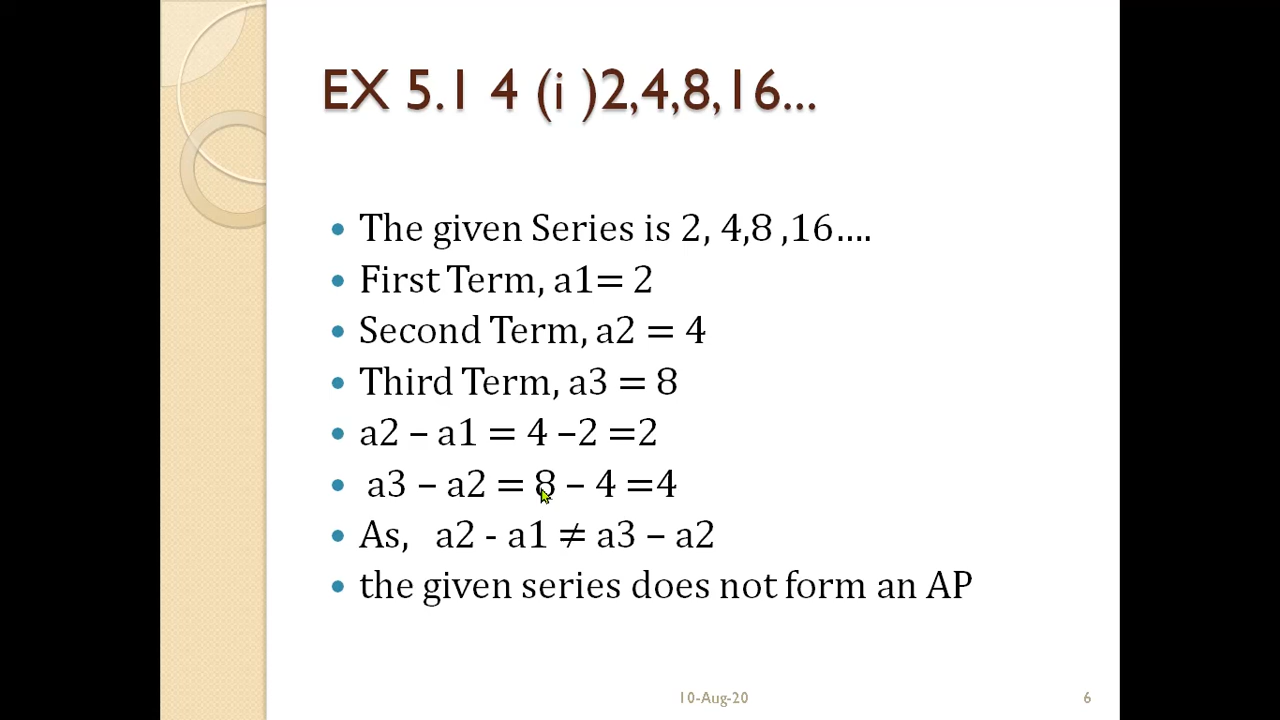 EX 5.1 4 (i )2,4,8,16...
The given Series is 2, 4,8 ,16....
First Term, a1= 2
Second Term, a2 = 4
Third Term, a3 = 8
a2 – a1 = 4 –2 =2
a3 – a2 = 8 – 4 =4
As, a2 - a1 ≠ a3 – a2
the given series does not form an AP
10-Aug-20
6